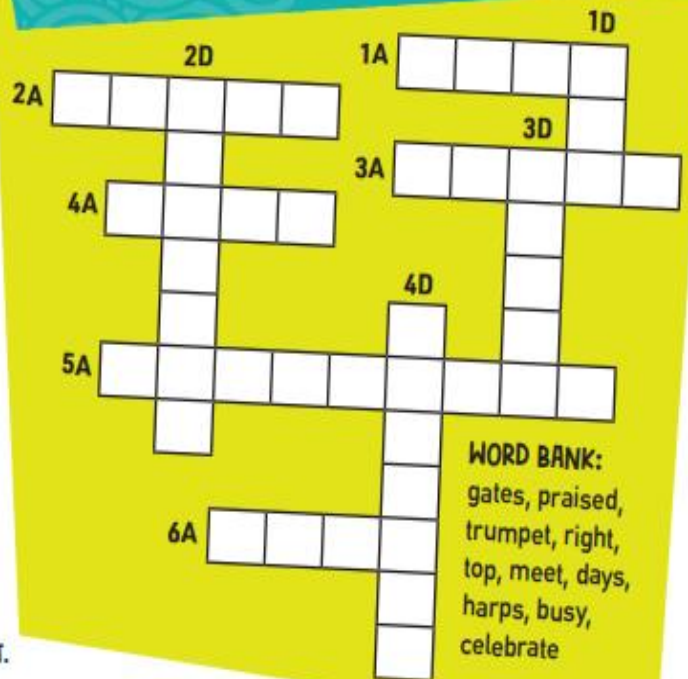 1D
2D
1A
2A
3D
3A
4A
4D
5A
WORD BANK:
gates, praised,
trumpet, right,
6A
top, meet, days,
harps, busy,
celebrate